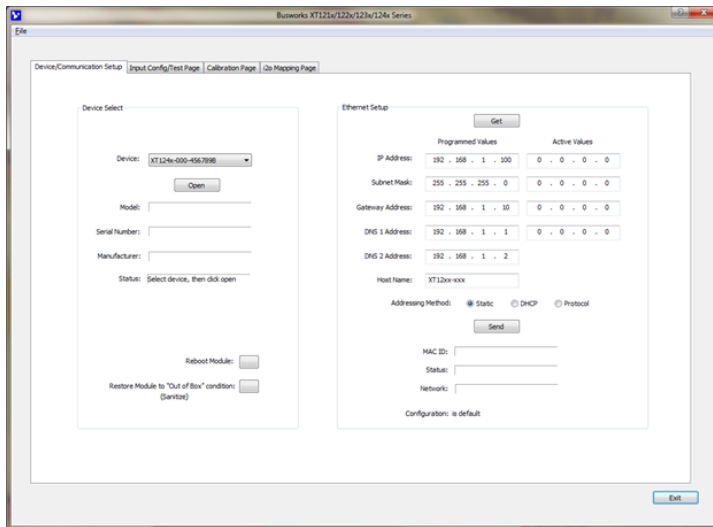 Busworks XT121x/122x/123x/124x Series
File
Device/Communication Setup
Input Config/Test Page
Calibration Page
i2o Mapping Page
Device Select
Device: XT124x-000-456789B
Open
Model:
Serial Number:
Manufacturer:
Status: Select device, then click open
Reboot Module:
Restore Module to "Out of Box" condition:
(Sanitize)
Ethernet Setup
Get
Programmed Values Active Values
IP Address: 192 . 168 . 1 . 100 0 . 0 . 0 . 0
Subnet Mask: 255 . 255 . 255 . 0 0 . 0 . 0 . 0
Gateway Address: 192 . 168 . 1 . 10 0 . 0 . 0 . 0
DNS 1 Address: 192 . 168 . 1 . 1 0 . 0 . 0 . 0
DNS 2 Address: 192 . 168 . 1 . 2
Host Name: XT12xx-xxx
Addressing Method: Static DHCP Protocol
Send
MAC ID:
Status:
Network:
Configuration: is default
Exit